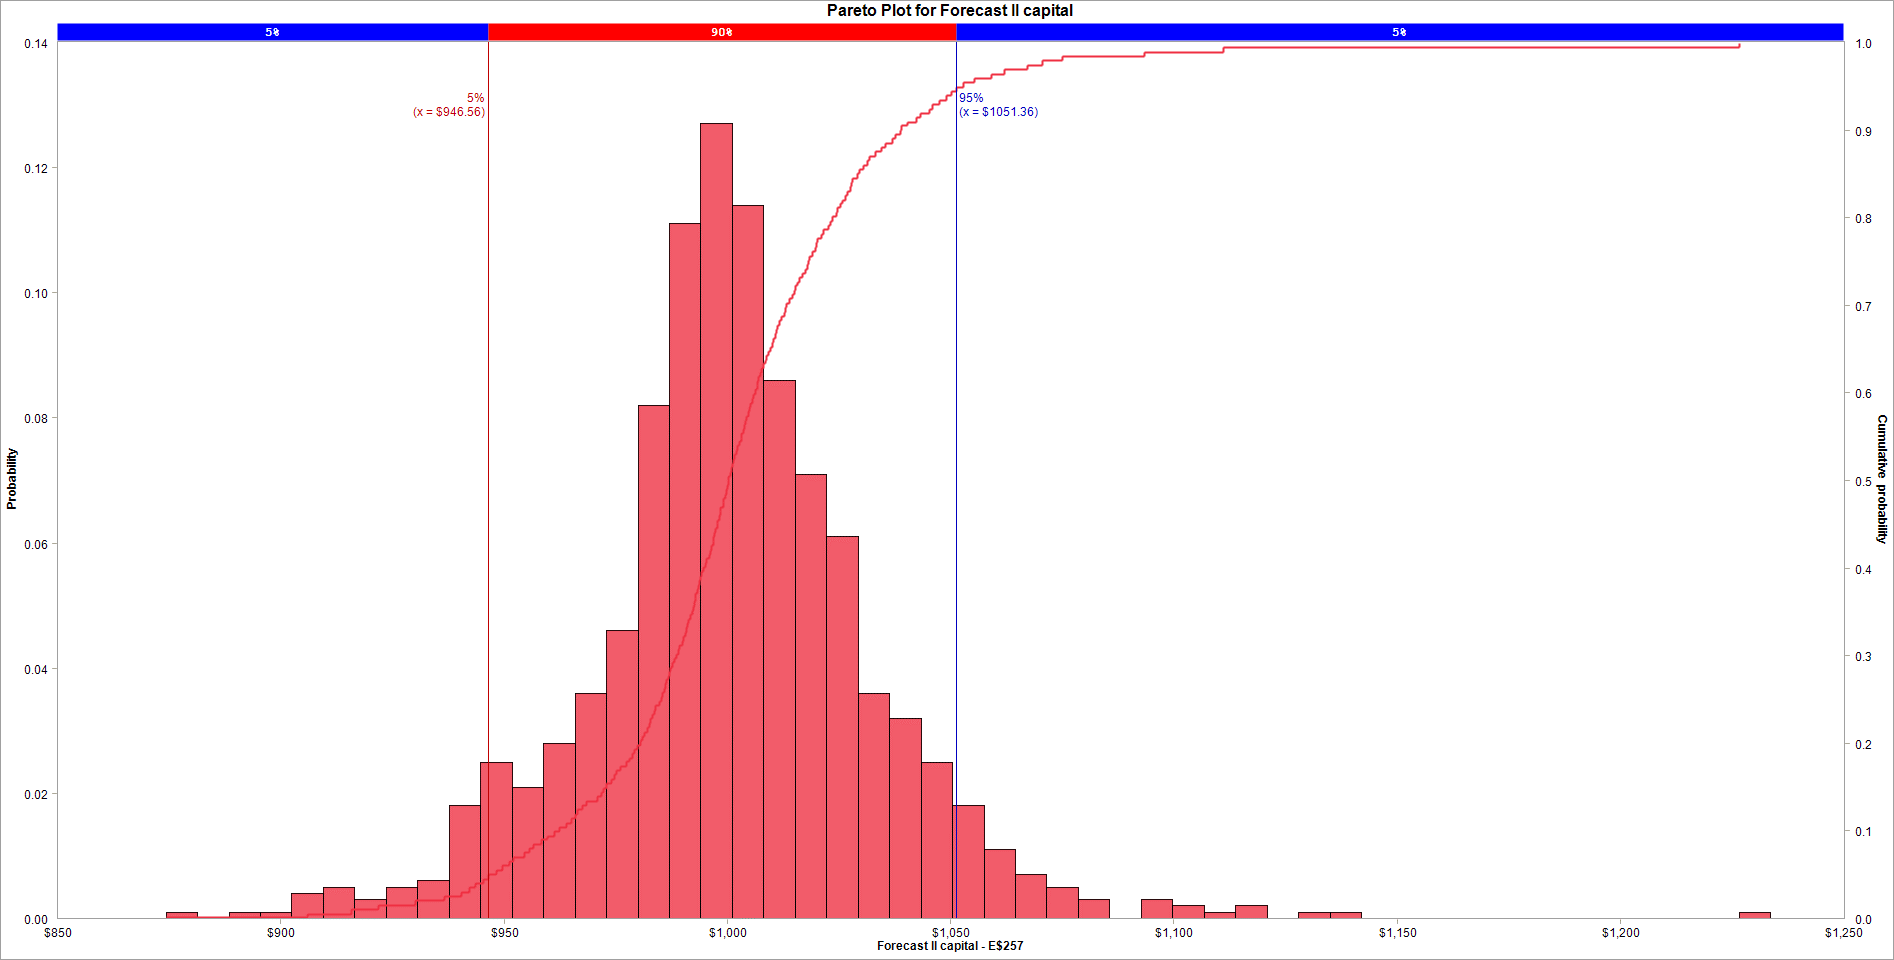 Pareto Plot for Forecast II capital
5% 90% 5%
0.14
0.12
0.10
0.08
0.06
0.04
0.02
0.00
Probability
5%
(x = $946.56)
95%
(x = $1051.36)
1.0
0.9
0.8
0.7
0.6
0.5
0.4
0.3
0.2
0.1
0.0
Cumulative probability
$850 $900 $950 $1,000 $1,050 $1,100 $1,150 $1,200 $1,250
Forecast II capital - E$257